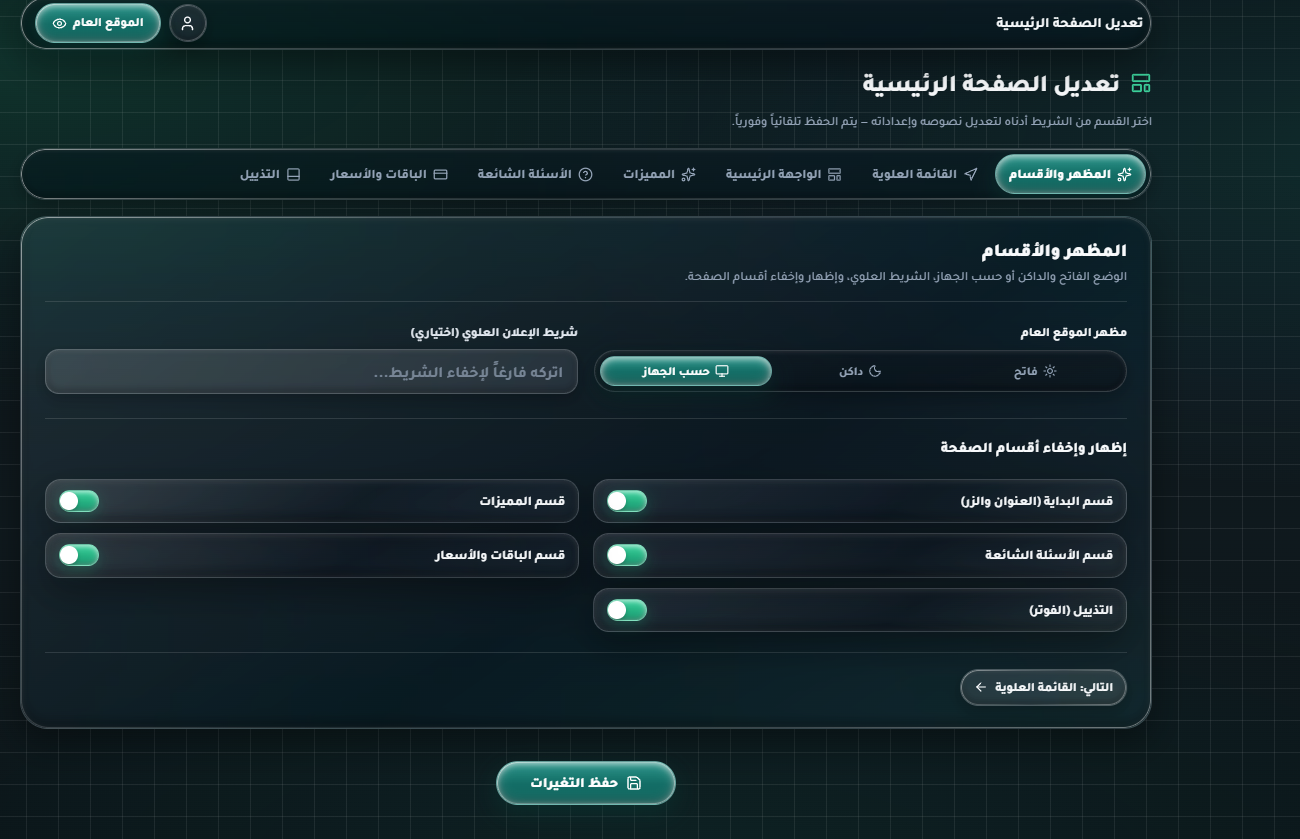 تعديل الصفحة الرئيسية
الموقع العام
تعديل الصفحة الرئيسية
اختر القسم من الشريط أدناه لتعديل نصوصه وإعداداته – يتم الحفظ تلقائياً وفورياً.
المظهر والأقسام
القائمة العلوية
الواجهة الرئيسية
المميزات
الأسئلة الشائعة
الباقات والأسعار
التذييل
المظهر والأقسام
الوضع الفاتح والداكن أو حسب الجهاز، الشريط العلوي، وإظهار وإخفاء أقسام الصفحة.
مظهر الموقع العام
شريط الإعلان العلوي (اختياري)
فاتح
داكن
حسب الجهاز
اتركه فارغاً لإخفاء الشريط...
إظهار وإخفاء أقسام الصفحة
قسم البداية (العنوان والزر)
قسم المميزات
قسم الأسئلة الشائعة
قسم الباقات والأسعار
التذييل (الفوتر)
التالي: القائمة العلوية
حفظ التغيرات